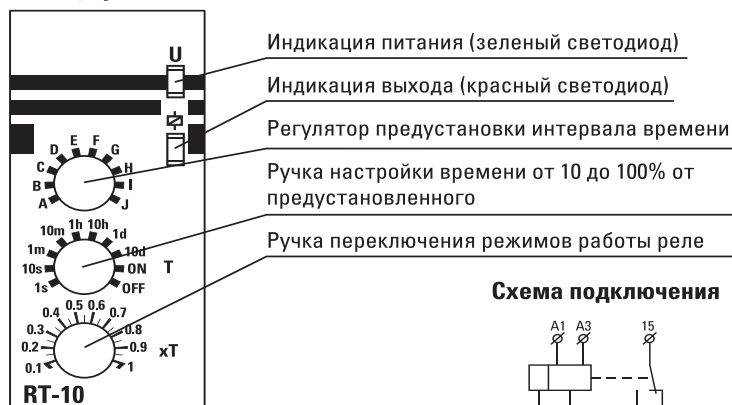 U
Индикация питания (зеленый светодиод)
Индикация выхода (красный светодиод)
Регулятор предустановки интервала времени
A B C D E F G H I J
Ручка настройки времени от 10 до 100% от
предустановленного
1s 10s 1m 10m 1h 10h 1d 10d ON OFF
T
Ручка переключения режимов работы реле
0.1 0.2 0.3 0.4 0.5 0.6 0.7 0.8 0.9 1
xT
RT-10
Схема подключения
A1 A3 15